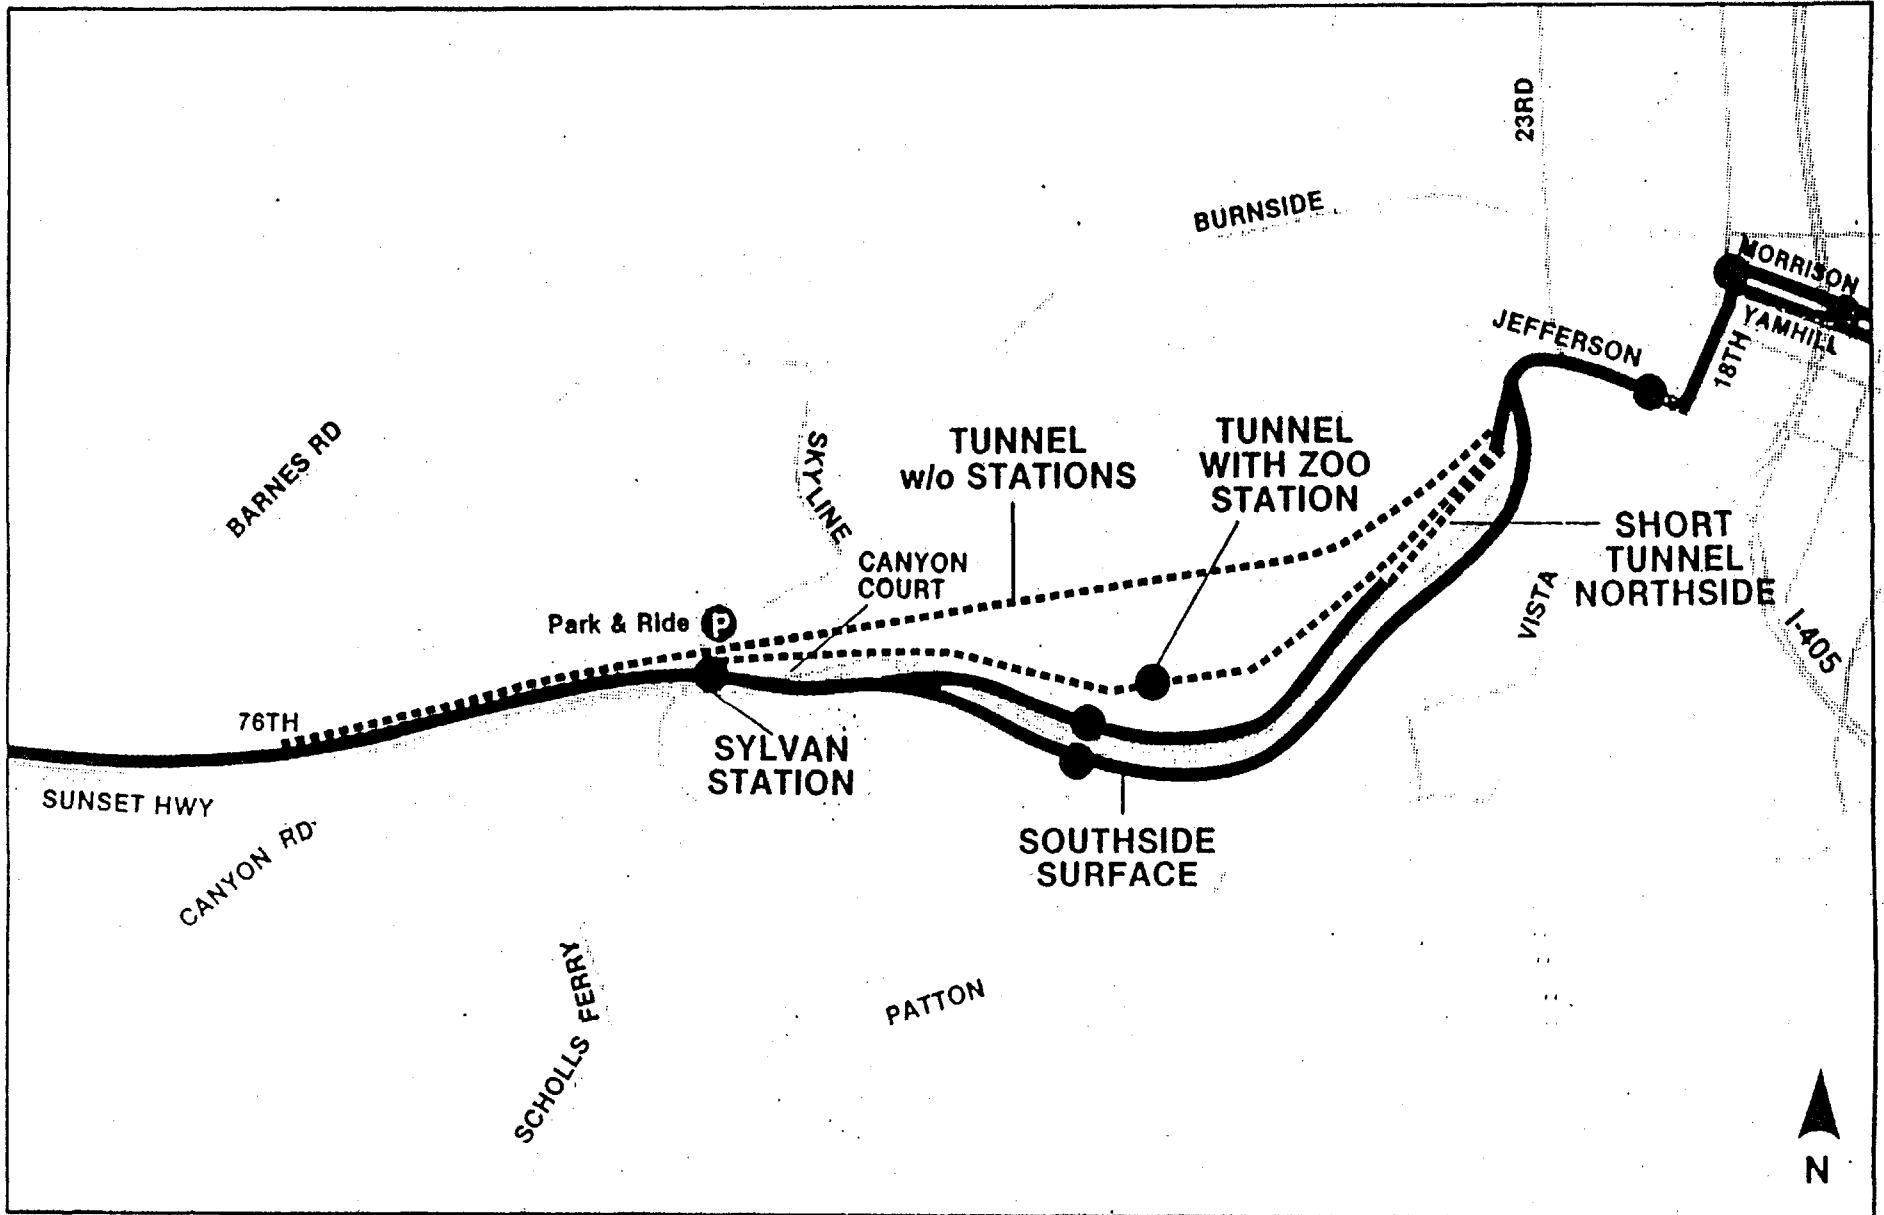 23RD
BURNSIDE
MORRISON
YAMHILL
18TH
JEFFERSON
BARNES RD
SKYLINE
TUNNEL
w/o STATIONS
TUNNEL
WITH ZOO
STATION
SHORT
TUNNEL
NORTHSIDE
CANYON
COURT
VISTA
I-405
Park & Ride P
76TH
SYLVAN
STATION
SUNSET HWY
CANYON RD
SOUTHSIDE
SURFACE
SCHOLLS FERRY
PATTON
N